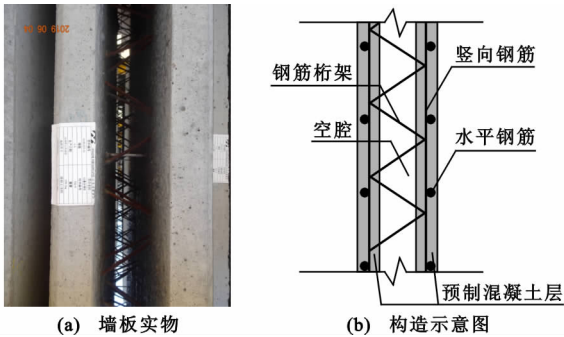 钢筋桁架
空腔
竖向钢筋
水平钢筋
预制混凝土层
(a) 墙板实物
(b) 构造示意图